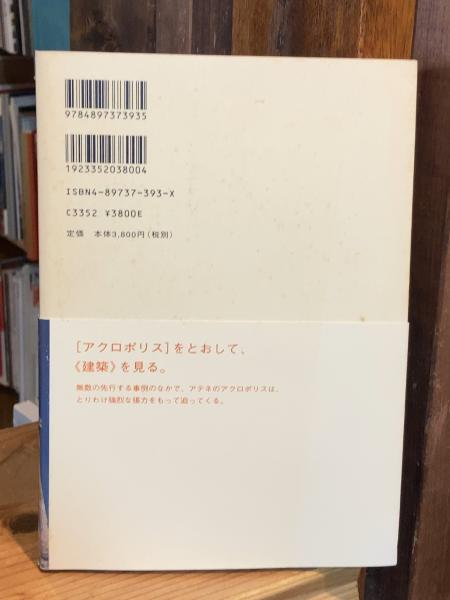 9784897373935
1923352038004
ISBN4-89737-393-X
C3352 ¥3800E
定価 本体3,800円(税別)
[アクロポリス]をとおして、
《建築》を見る。
無数の先行する事例のなかで、アテネのアクロポリスは、
とりわけ強烈な張力をもって迫ってくる。